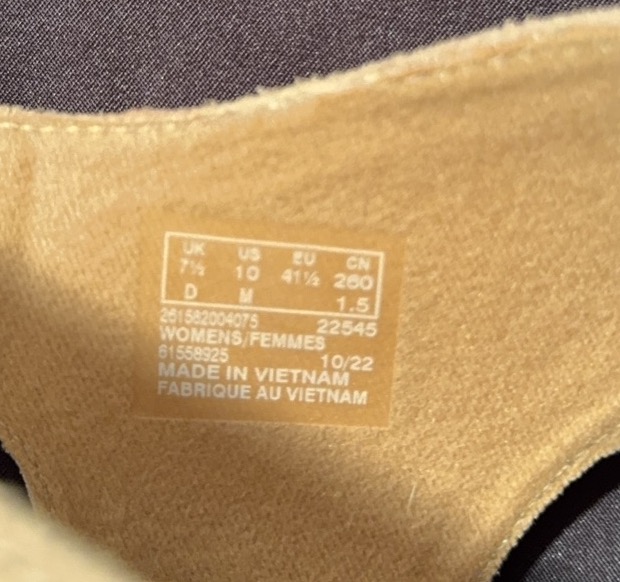 UK US EU CN
7½ 10 41½ 260
D M 1.5
261582004075 22545
WOMENS/FEMMES
61558925 10/22
MADE IN VIETNAM
FABRIQUE AU VIETNAM